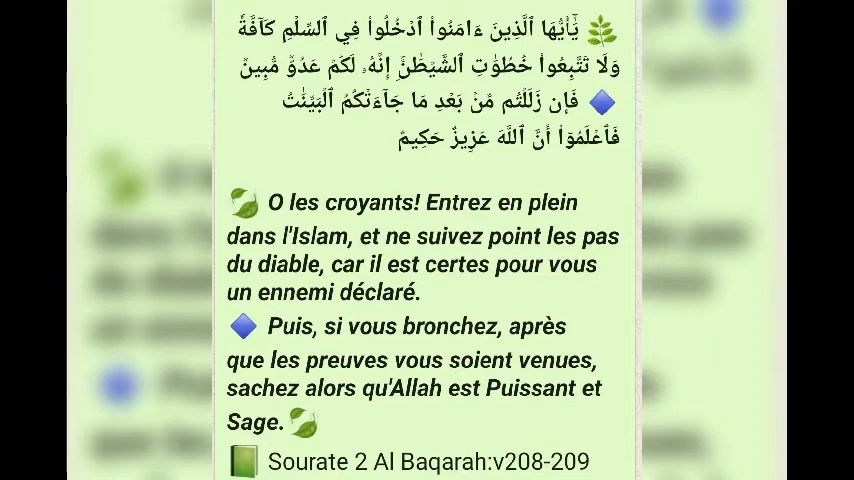 يَٰٓأَيُّهَا ٱلَّذِينَ ءَامَنُوا۟ ٱدْخُلُوا۟ فِي ٱلسِّلْمِ كَآفَّةً
وَلَا تَتَّبِعُوا۟ خُطُوَٰتِ ٱلشَّيْطَٰنِ إِنَّهُۥ لَكُمْ عَدُوٌّ مُّبِينٌ
فَإِن زَلَلْتُم مِّنۢ بَعْدِ مَا جَآءَتْكُمُ ٱلْبَيِّنَٰتُ
فَٱعْلَمُوٓا۟ أَنَّ ٱللَّهَ عَزِيزٌ حَكِيمٌ
O les croyants! Entrez en plein
dans l'Islam, et ne suivez point les pas
du diable, car il est certes pour vous
un ennemi déclaré.
Puis, si vous bronchez, après
que les preuves vous soient venues,
sachez alors qu'Allah est Puissant et
Sage.
Sourate 2 Al Baqarah:v208-209